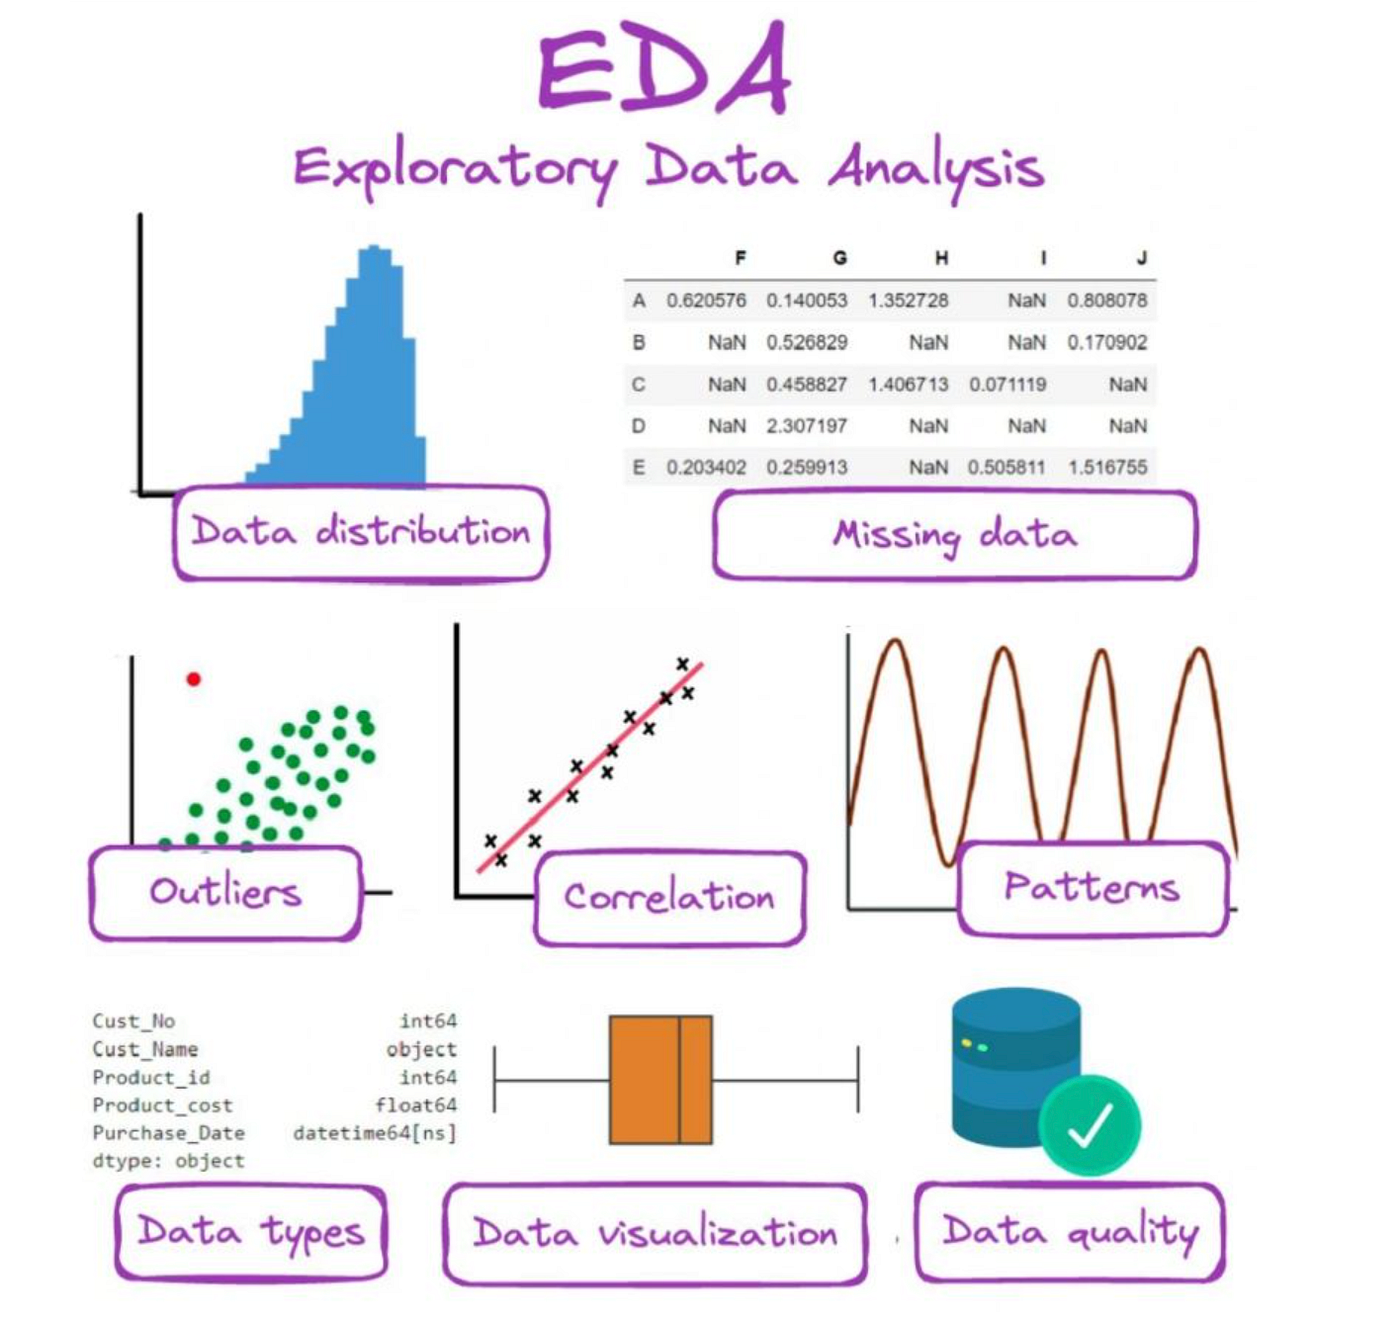 EDA
Exploratory Data Analysis
F G H I J
A 0.620576 0.140053 1.352728 NaN 0.808078
B NaN 0.526829 NaN NaN 0.170902
C NaN 0.458827 1.406713 0.071119 NaN
D NaN 2.307197 NaN NaN NaN
E 0.203402 0.259913 NaN 0.505811 1.516755
Data distribution
Missing data
Outliers
Correlation
Patterns
Cust_No int64
Cust_Name object
Product_id int64
Product_cost float64
Purchase_Date datetime64[ns]
dtype: object
Data types
Data visualization
Data quality